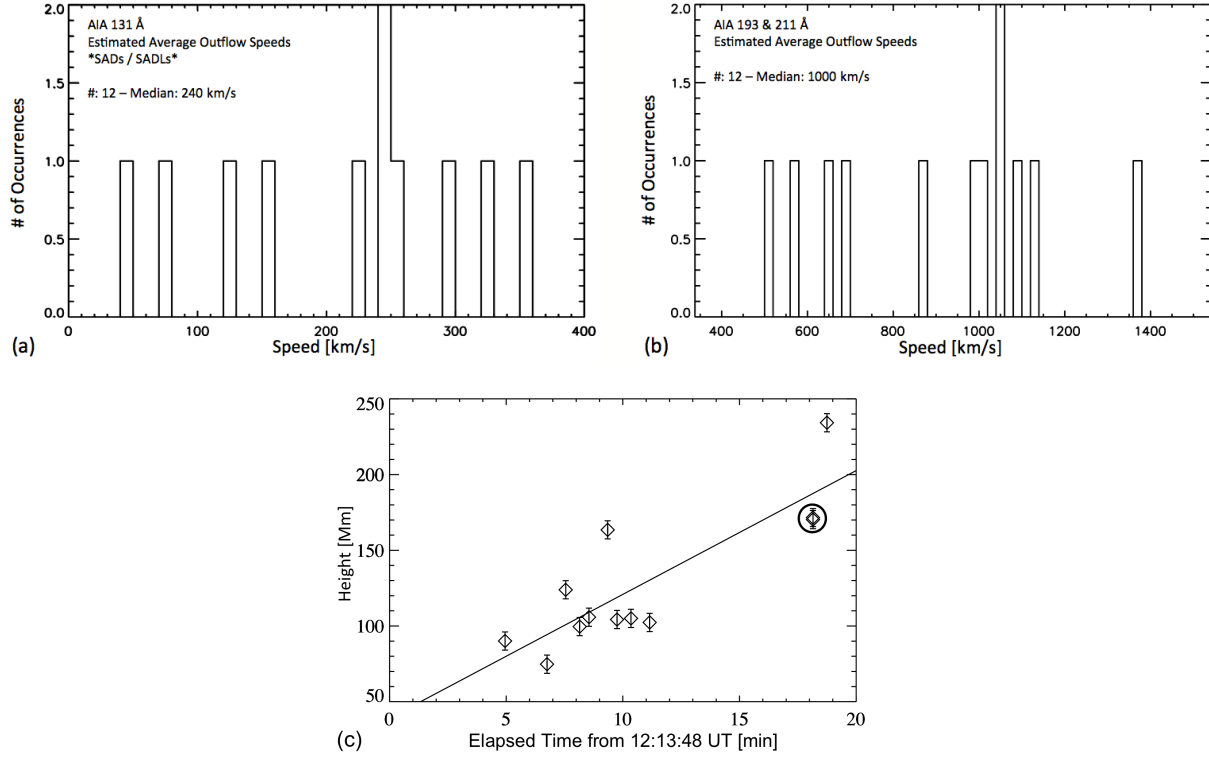 2.0
AIA 131 Å
Estimated Average Outflow Speeds
*SADs / SADLs*
#: 12 – Median: 240 km/s
1.5
1.0
0.5
0.0
# of Occurrences
0 100 200 300 400
Speed [km/s]
(a)
2.0
AIA 193 & 211 Å
Estimated Average Outflow Speeds
#: 12 – Median: 1000 km/s
1.5
1.0
0.5
0.0
# of Occurrences
400 600 800 1000 1200 1400
Speed [km/s]
(b)
250
200
150
100
50
Height [Mm]
0 5 10 15 20
Elapsed Time from 12:13:48 UT [min]
(c)